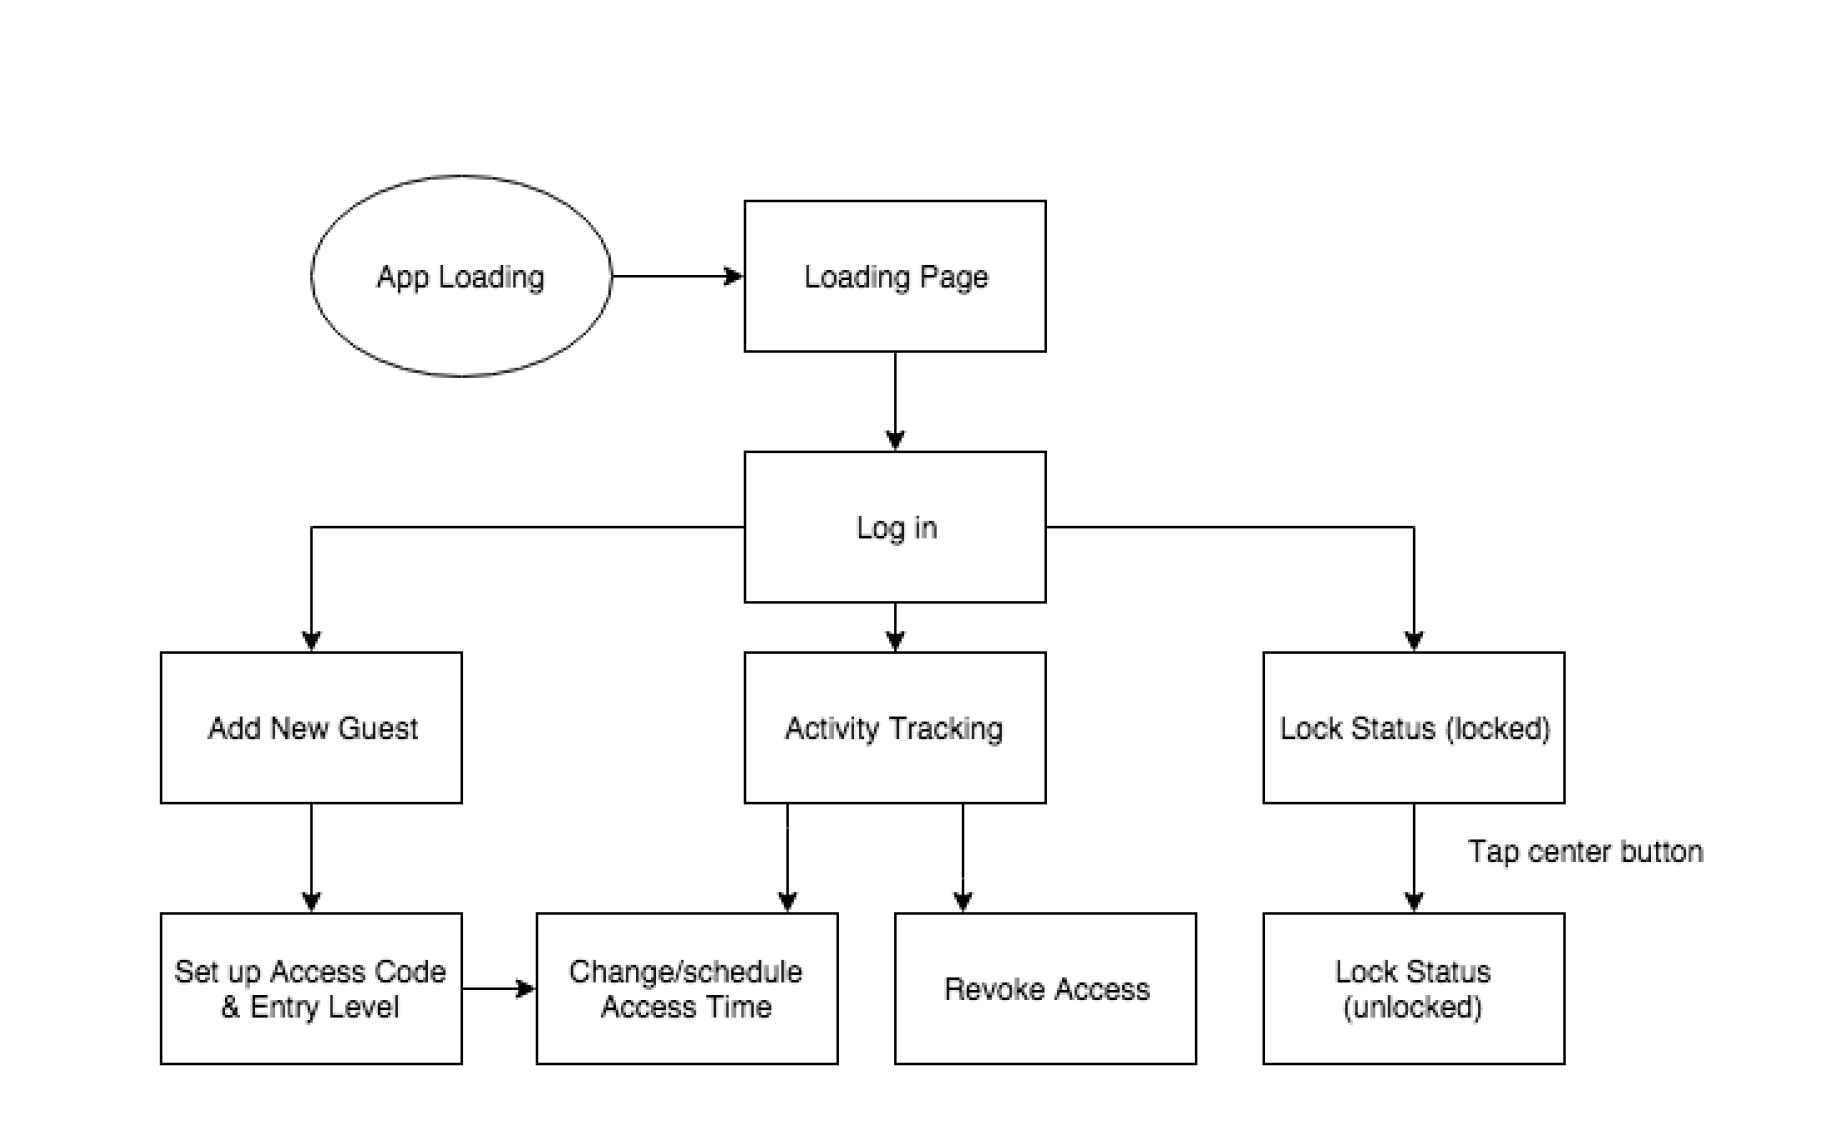 App Loading
Loading Page
Log in
Add New Guest
Activity Tracking
Lock Status (locked)
Tap center button
Set up Access Code
& Entry Level
Change/schedule
Access Time
Revoke Access
Lock Status
(unlocked)